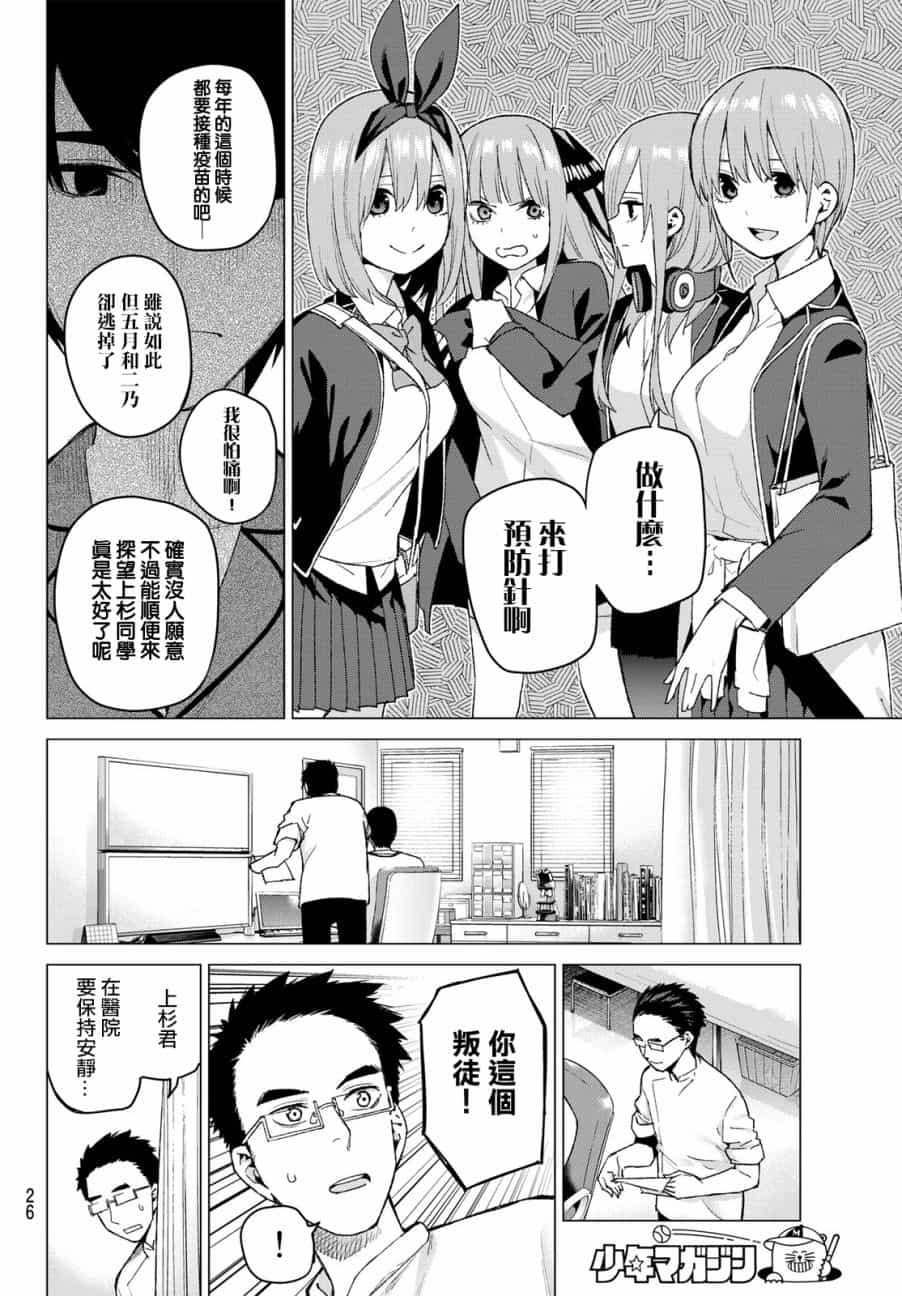 做什麼…
來打
預防針啊
每年的這個時候
都要接種疫苗的吧——
雖說如此
但五月和二乃
卻逃掉了
我很怕痛啊！
確實沒人願意
不過能順便來
探望上杉同學
眞是太好了呢
你這個
叛徒！
！
上杉君
在醫院
要保持安靜…
26
少年マガジン